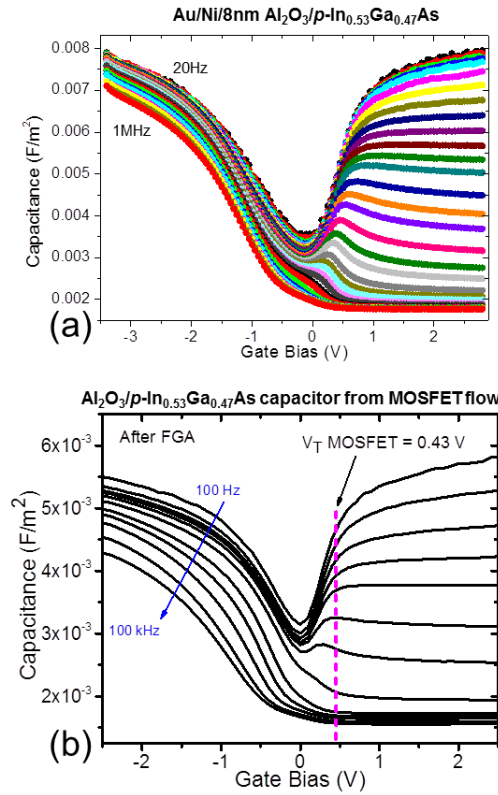 Au/Ni/8nm Al₂O₃/p-In₀.₅₃Ga₀.₄₇As
0.008
0.007
0.006
0.005
0.004
0.003
0.002
Capacitance (F/m²)
20Hz
1MHz
-3
-2
-1
0
1
2
Gate Bias (V)
(a)
Al₂O₃/p-In₀.₅₃Ga₀.₄₇As capacitor from MOSFET flow
6x10⁻³
5x10⁻³
4x10⁻³
3x10⁻³
2x10⁻³
Capacitance (F/m²)
After FGA
V_T MOSFET = 0.43 V
100 Hz
100 kHz
-2
-1
0
1
2
Gate Bias (V)
(b)